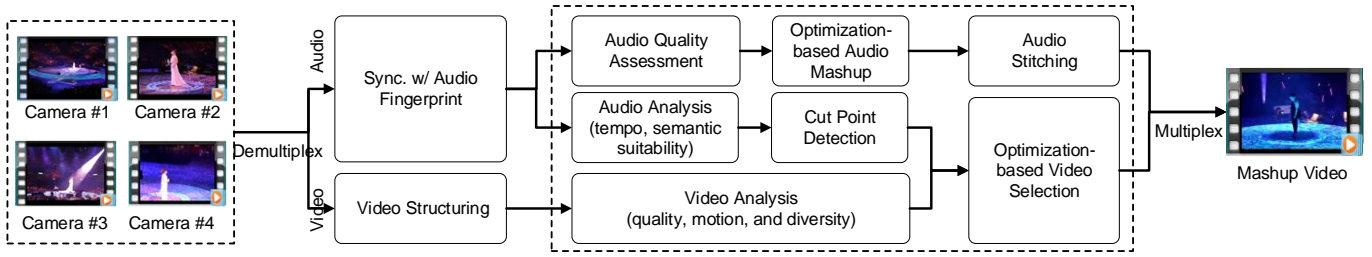 Camera #1
Camera #2
Camera #3
Camera #4
Demultiplex
Audio
Video
Sync. w/ Audio
Fingerprint
Video Structuring
Audio Quality
Assessment
Optimization-
based Audio
Mashup
Audio
Stitching
Audio Analysis
(tempo, semantic
suitability)
Cut Point
Detection
Video Analysis
(quality, motion, and diversity)
Optimization-
based Video
Selection
Multiplex
Mashup Video